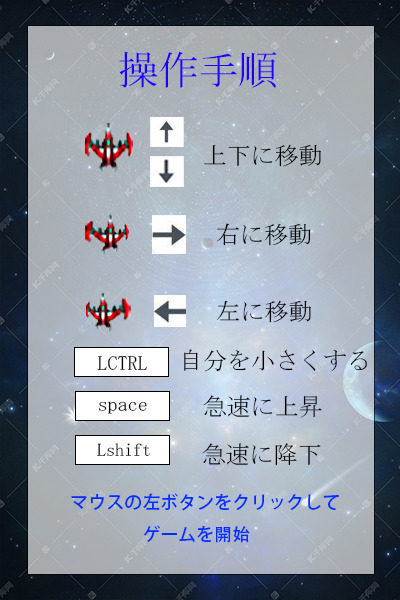 操作手順
上下に移動
右に移動
左に移動
LCTRL 自分を小さくする
space 急速に上昇
Lshift 急速に降下
マウスの左ボタンをクリックして
ゲームを開始